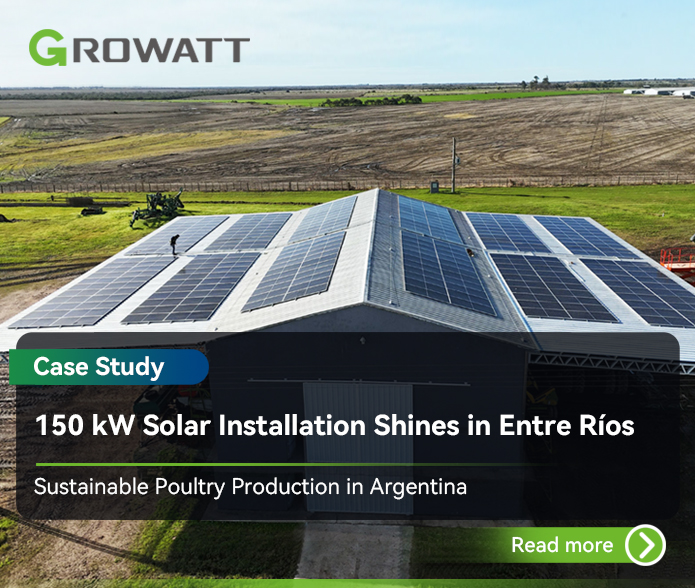 GROWATT
Case Study
150 kW Solar Installation Shines in Entre Ríos
Sustainable Poultry Production in Argentina
Read more